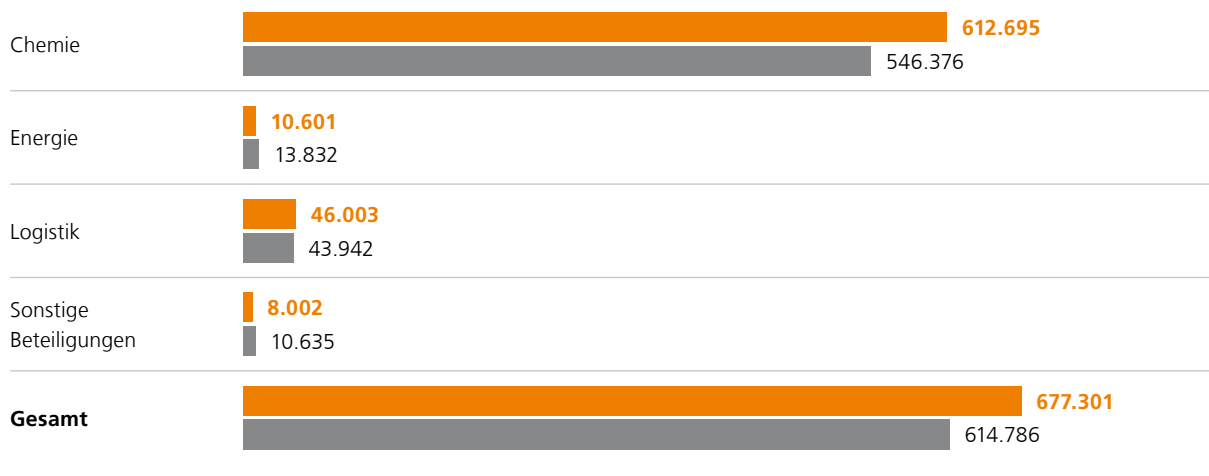 Chemie
612.695
546.376
Energie
10.601
13.832
Logistik
46.003
43.942
Sonstige
Beteiligungen
8.002
10.635
Gesamt
677.301
614.786